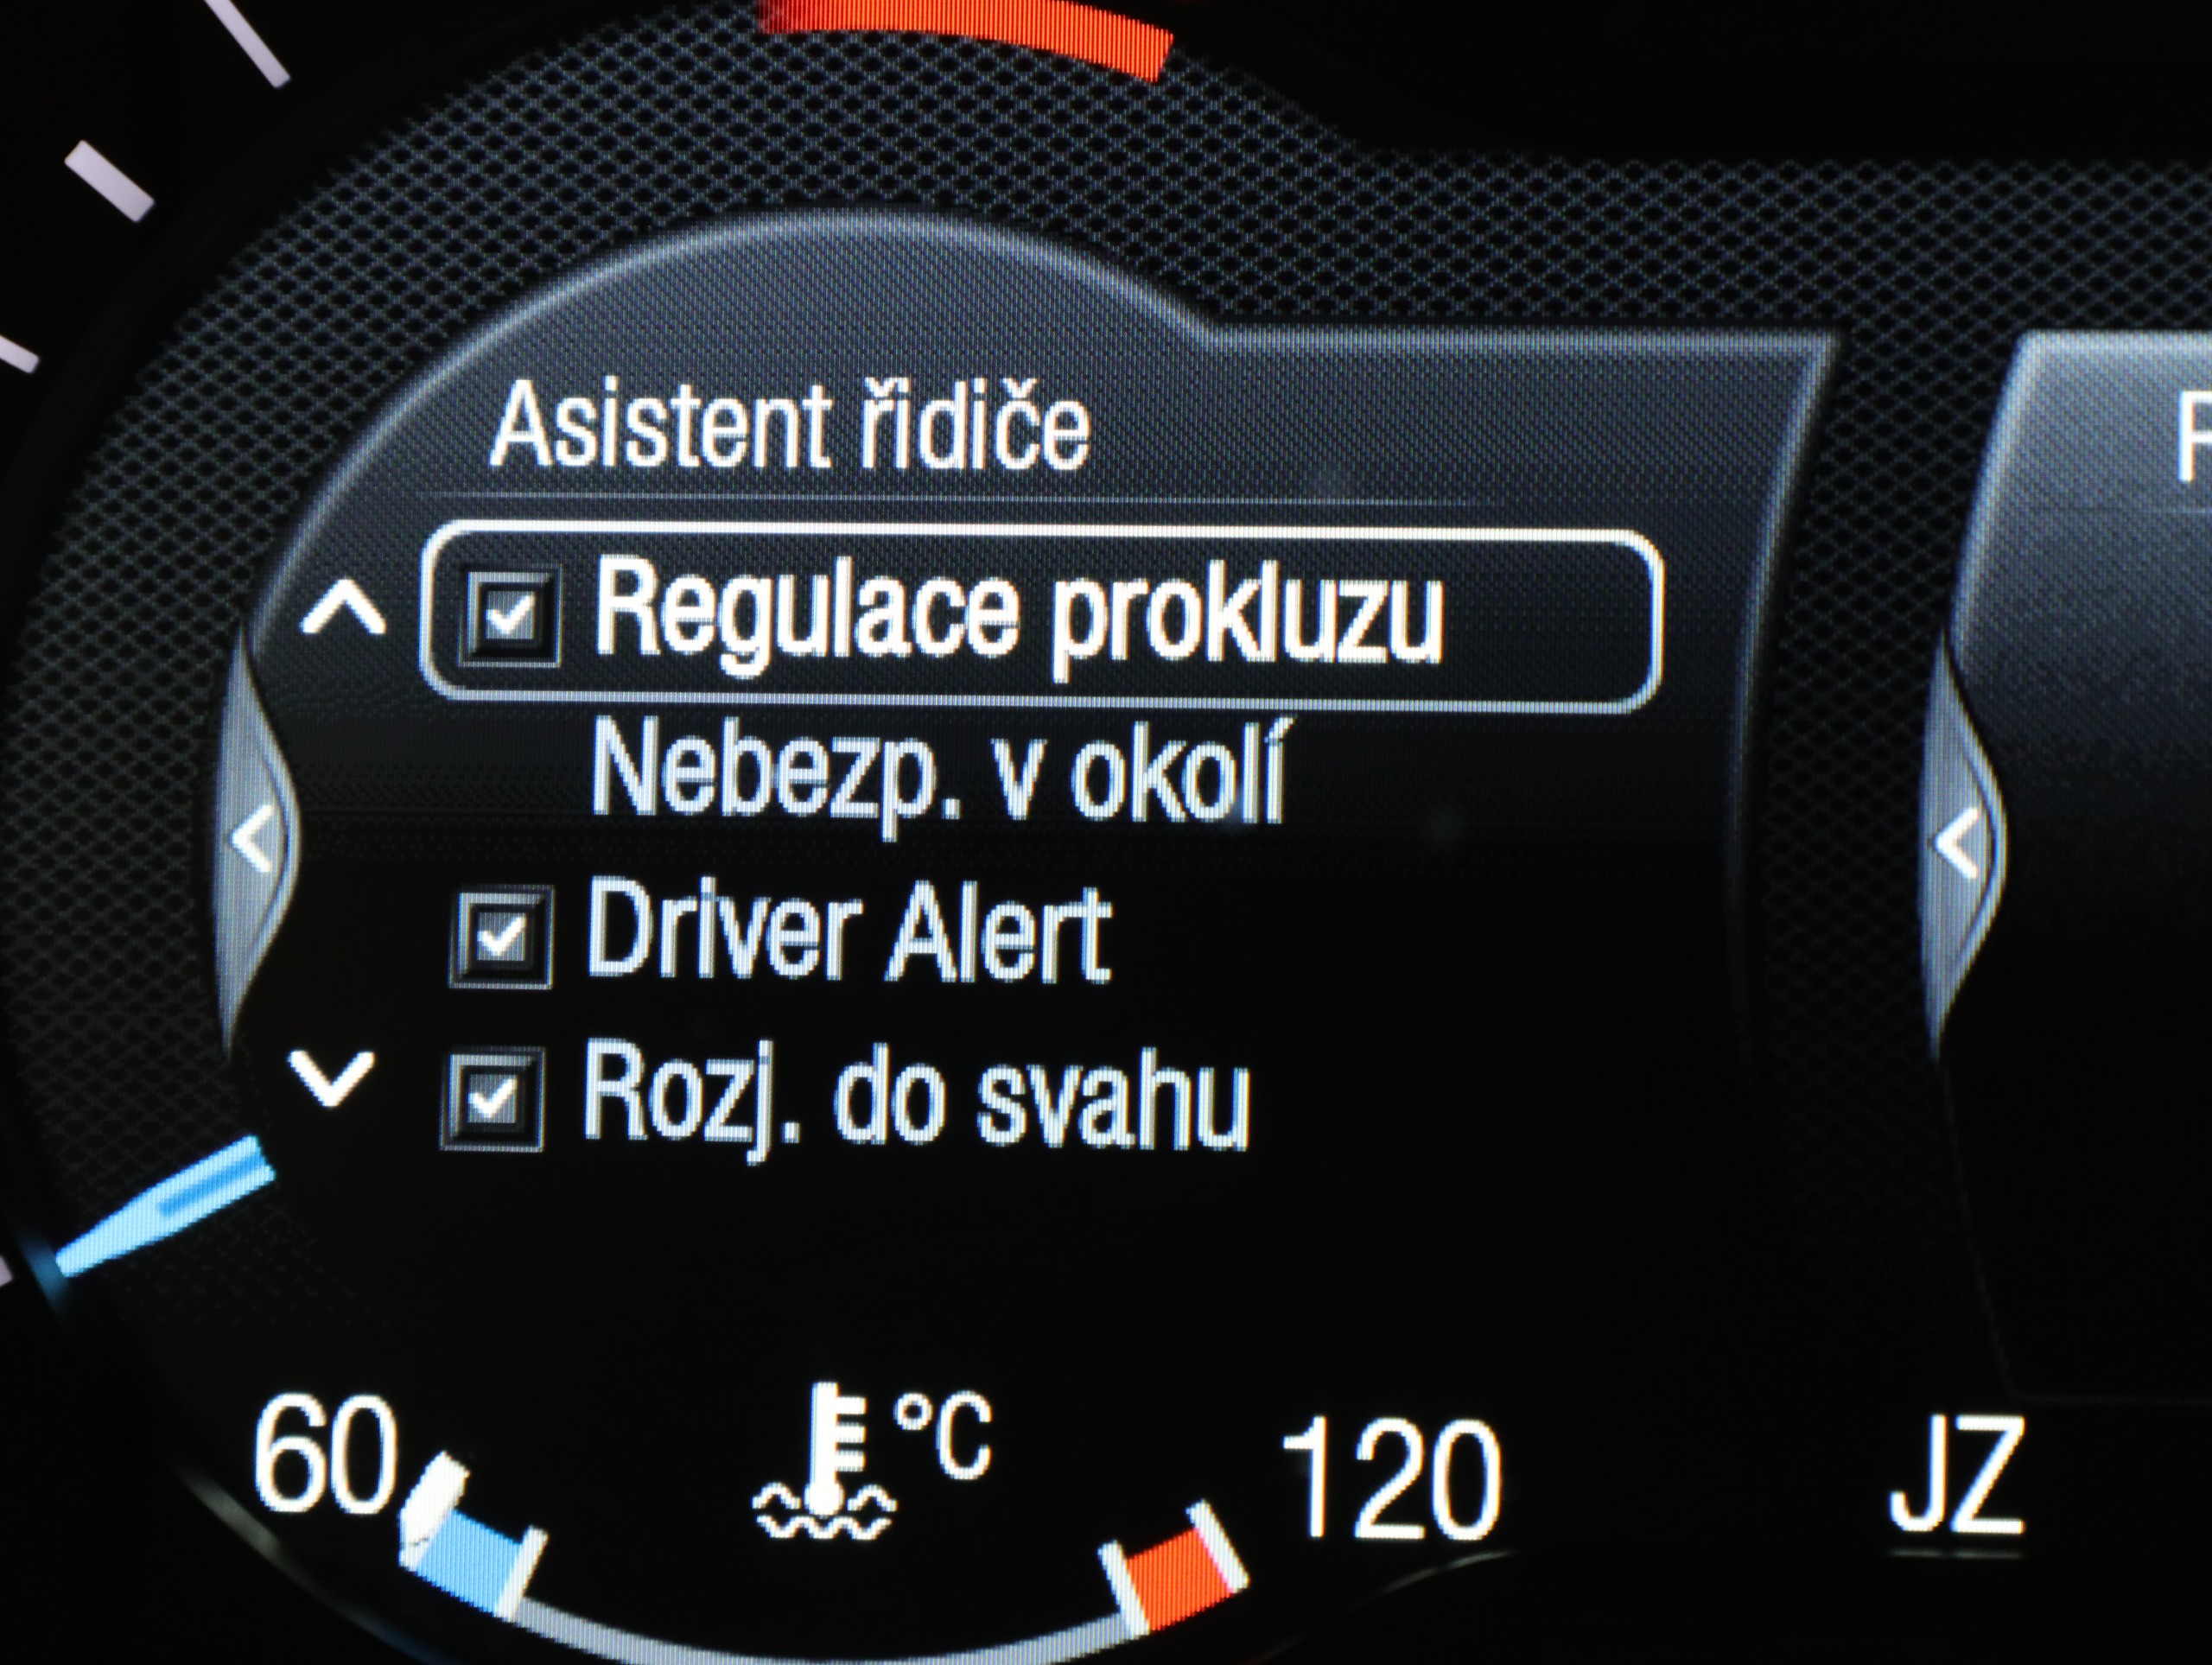 Asistent řidiče
Regulace prokluzu
Nebezp. v okolí
Driver Alert
Rozj. do svahu
60
°C
120
JZ